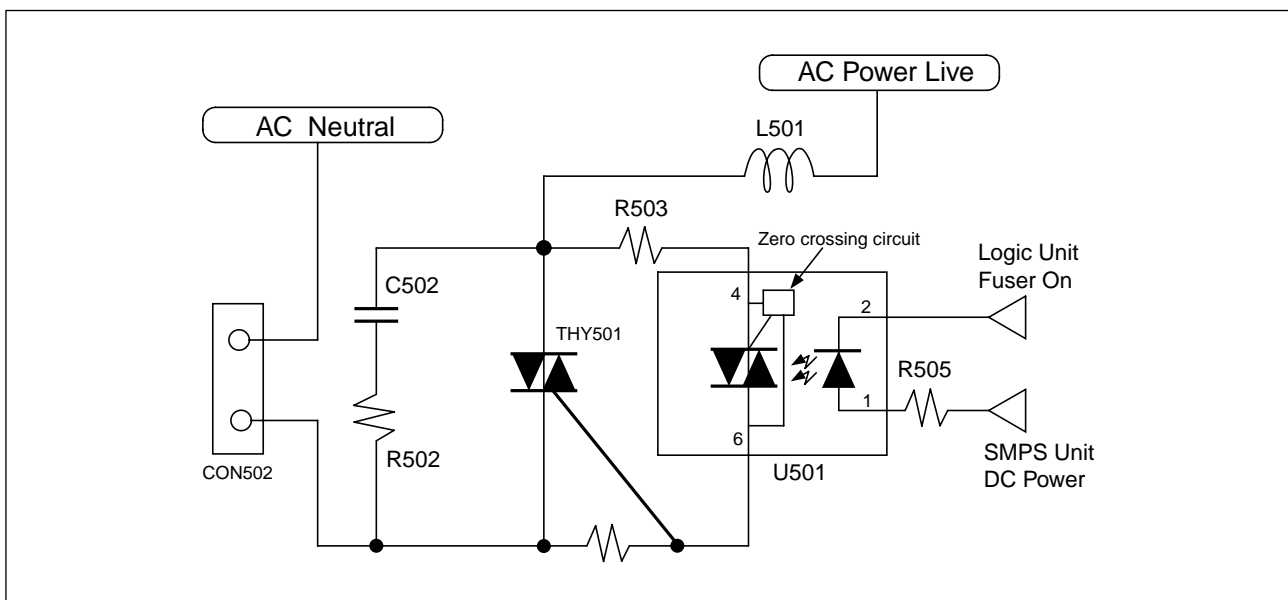 AC Power Live
AC Neutral
L501
R503
Zero crossing circuit
Logic Unit
Fuser On
C502
4
2
THY501
R505
1
6
R502
SMPS Unit
DC Power
CON502
U501